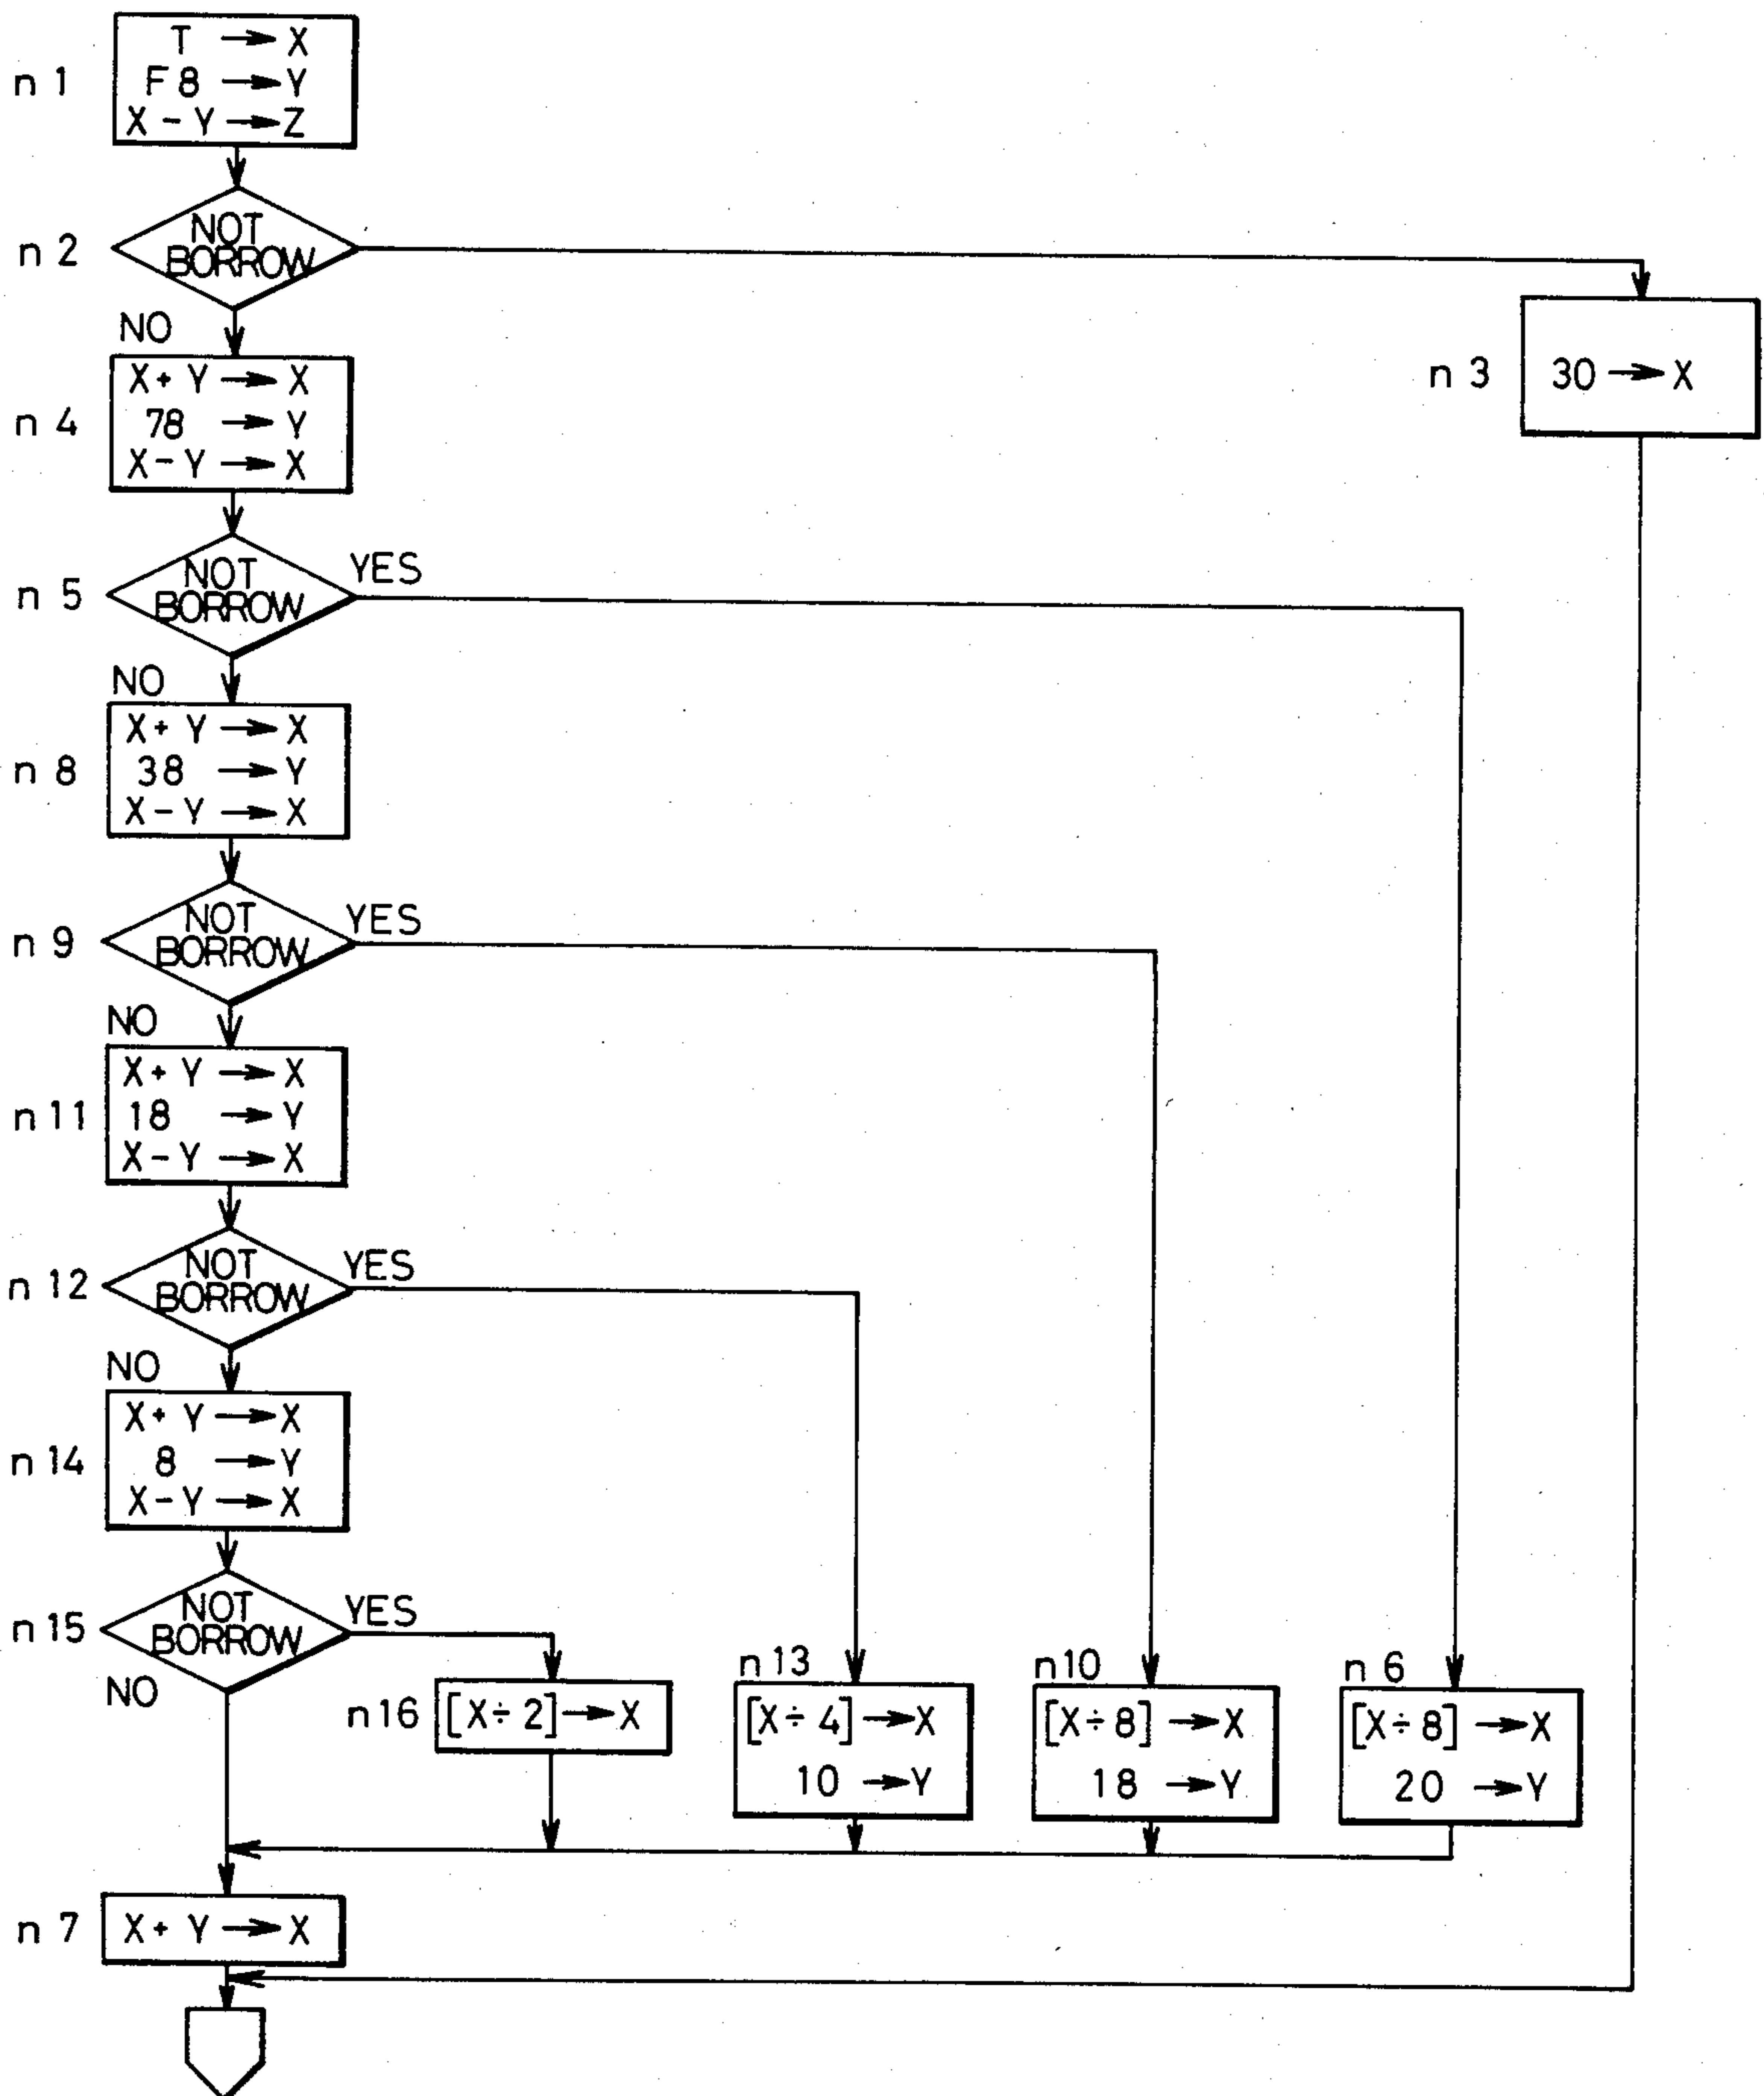 n 1
T → X
F8 → Y
X - Y → Z
n 2
NOT
BORROW
NO
n 3
30 → X
n 4
X + Y → X
78 → Y
X - Y → X
n 5
NOT
BORROW
YES
NO
n 8
X + Y → X
38 → Y
X - Y → X
n 9
NOT
BORROW
YES
NO
n 11
X + Y → X
18 → Y
X - Y → X
n 12
NOT
BORROW
YES
NO
n 14
X + Y → X
8 → Y
X - Y → X
n 15
NOT
BORROW
YES
NO
n16
[X ÷ 2] → X
n 13
[X ÷ 4] → X
10 → Y
n10
[X ÷ 8] → X
18 → Y
n 6
[X ÷ 8] → X
20 → Y
n 7
X + Y → X